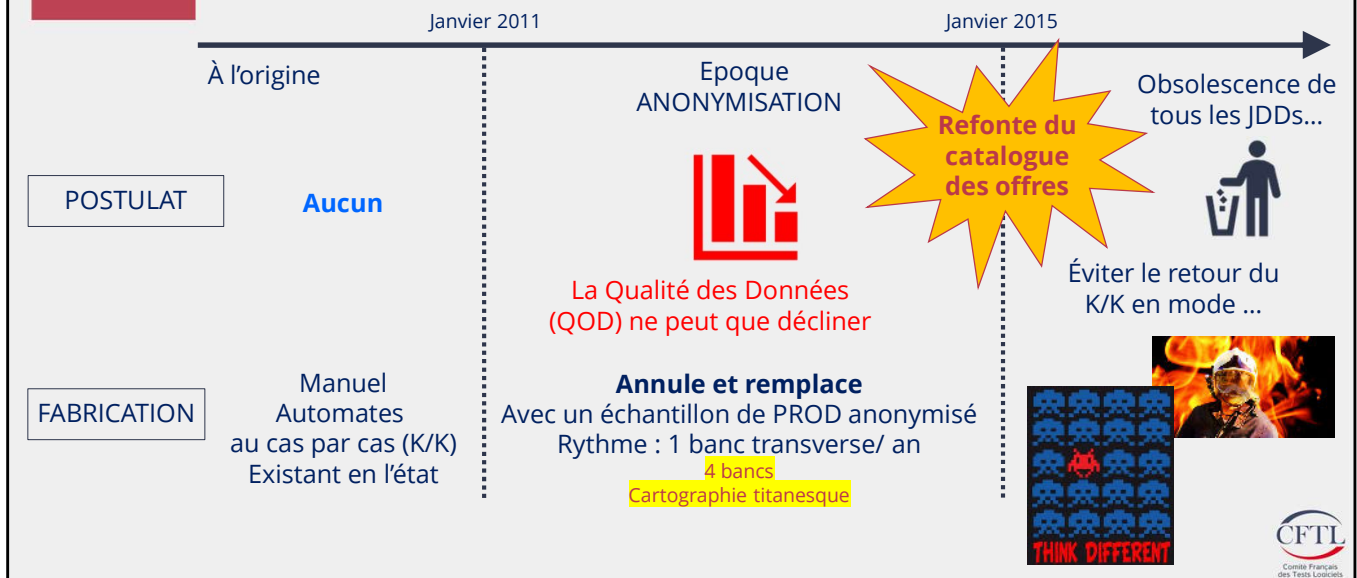 Janvier 2011
Janvier 2015
À l’origine
Epoque
ANONYMISATION
Refonte du
catalogue
des offres
Obsolescence de
tous les JDDs...
POSTULAT
Aucun
La Qualité des Données
(QOD) ne peut que décliner
Éviter le retour du
K/K en mode ...
FABRICATION
Manuel
Automates
au cas par cas (K/K)
Existant en l’état
Annule et remplace
Avec un échantillon de PROD anonymisé
Rythme : 1 banc transverse/ an
4 bancs
Cartographie titanesque
THINK DIFFERENT
CFTL
Comité Français
des Tests Logiciels